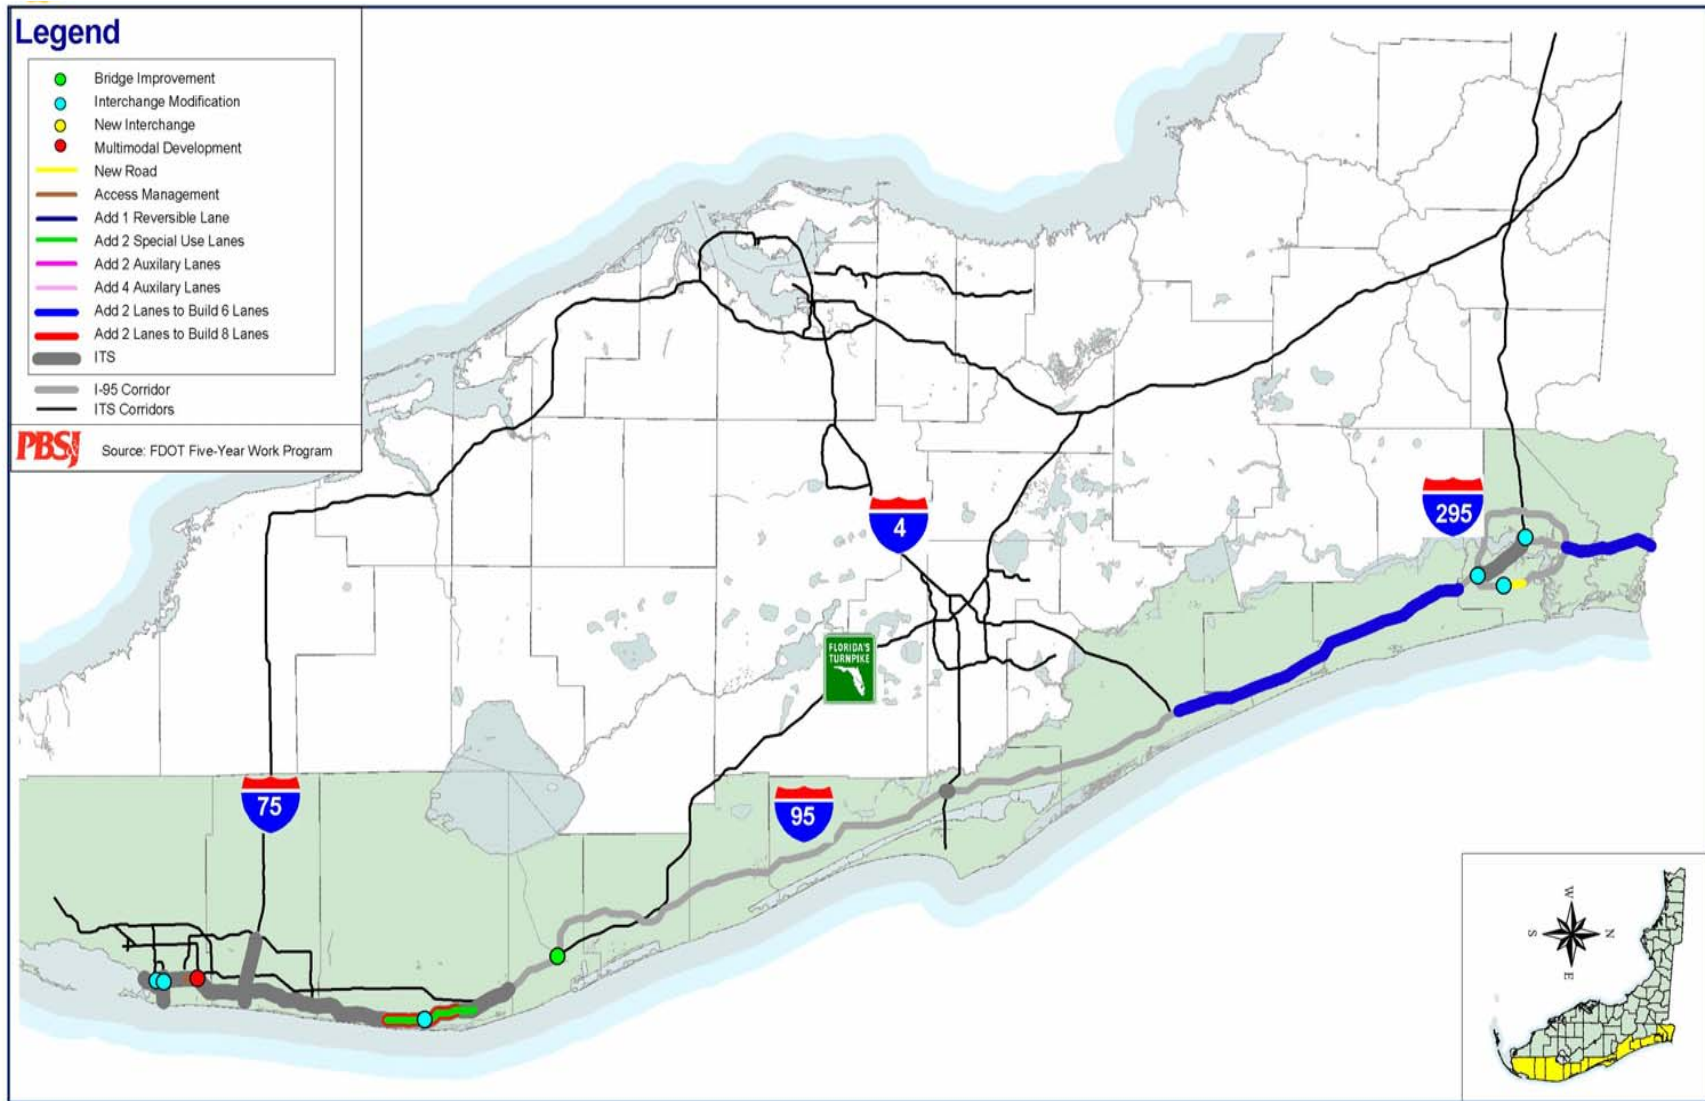 Legend
Bridge Improvement
Interchange Modification
New Interchange
Multimodal Development
New Road
Access Management
Add 1 Reversible Lane
Add 2 Special Use Lanes
Add 2 Auxilary Lanes
Add 4 Auxilary Lanes
Add 2 Lanes to Build 6 Lanes
Add 2 Lanes to Build 8 Lanes
ITS
I-95 Corridor
ITS Corridors
PBS&J Source: FDOT Five-Year Work Program
295
4
FLORIDA'S
TURNPIKE
75
95
W
S N
E